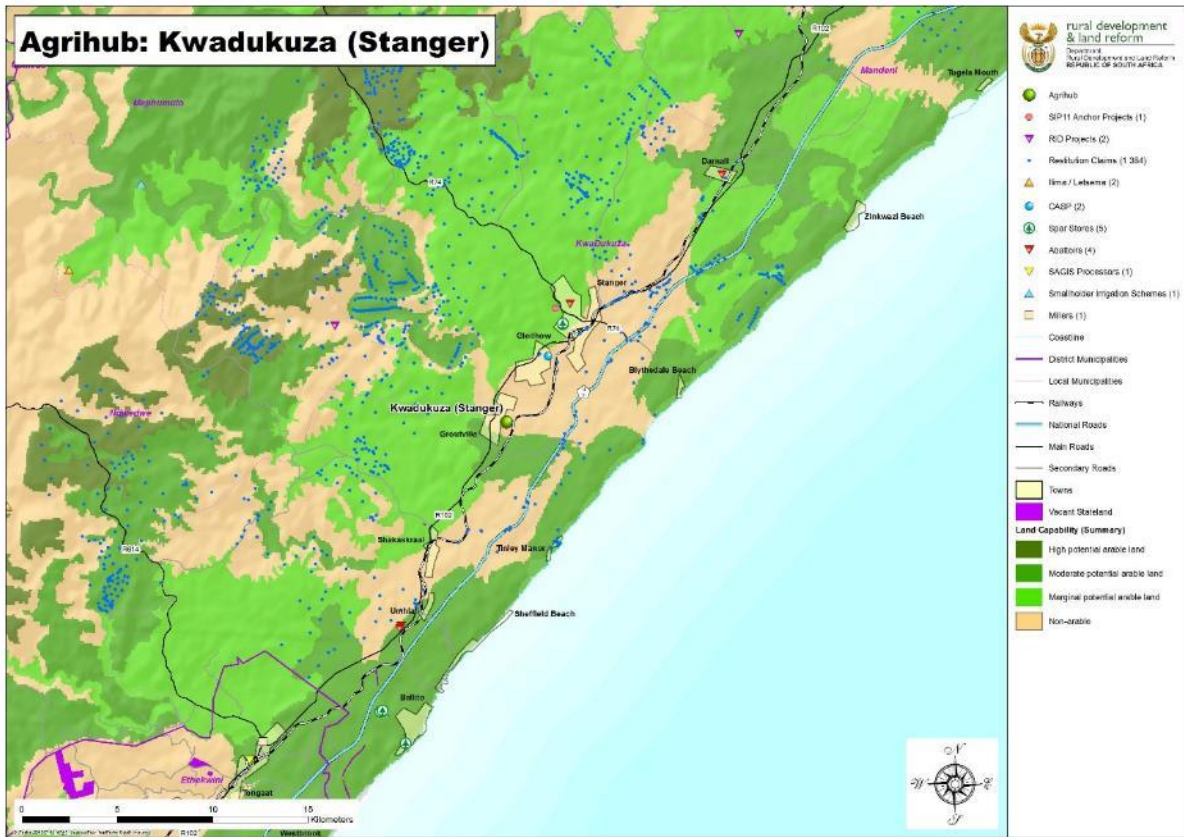 Agrihub: Kwadukuza (Stanger)
rural development
& land reform
Department:
Rural Development and Land Reform
REPUBLIC OF SOUTH AFRICA
Agrihub
SIP11 Anchor Projects (1)
RID Projects (2)
Restitution Claims (1 384)
Ilima / Letsema (2)
CASP (2)
Spar Stores (5)
Abattoirs (4)
SAGIS Processors (1)
Smallholder Irrigation Schemes (1)
Millers (1)
Coastline
District Municipalities
Local Municipalities
Railways
National Roads
Main Roads
Secondary Roads
Towns
Vacant Stateland
Land Capability (Summary)
High potential arable land
Moderate potential arable land
Marginal potential arable land
Non-arable
R102
Mandeni
Tugela Mouth
Maphumulo
R74
Darnall
Zinkwazi Beach
KwaDukuza
Stanger
Gledhow
R74
Blythedale Beach
Kwadukuza (Stanger)
Groutville
Ndwedwe
R102
Shakaskraal
Tinley Manor
R614
Umhlali
Sheffield Beach
Ballito
Ethekwini
Tongaat
0 5 10 15
Kilometers
R102
Westbrook
N
W E
S